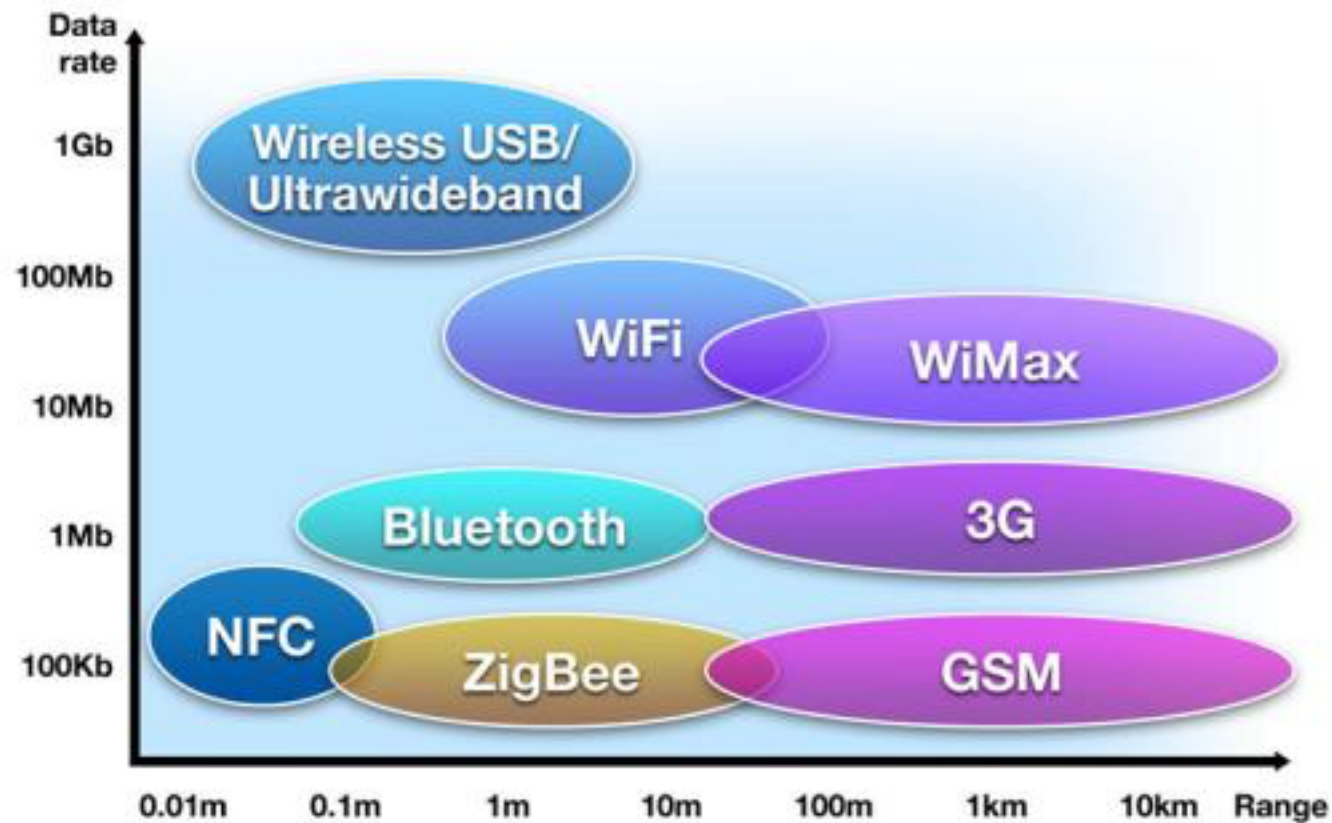 Data
rate
1Gb
Wireless USB/
Ultrawideband
100Mb
WiFi
WiMax
10Mb
Bluetooth
3G
1Mb
NFC
ZigBee
GSM
100Kb
0.01m 0.1m 1m 10m 100m 1km 10km Range